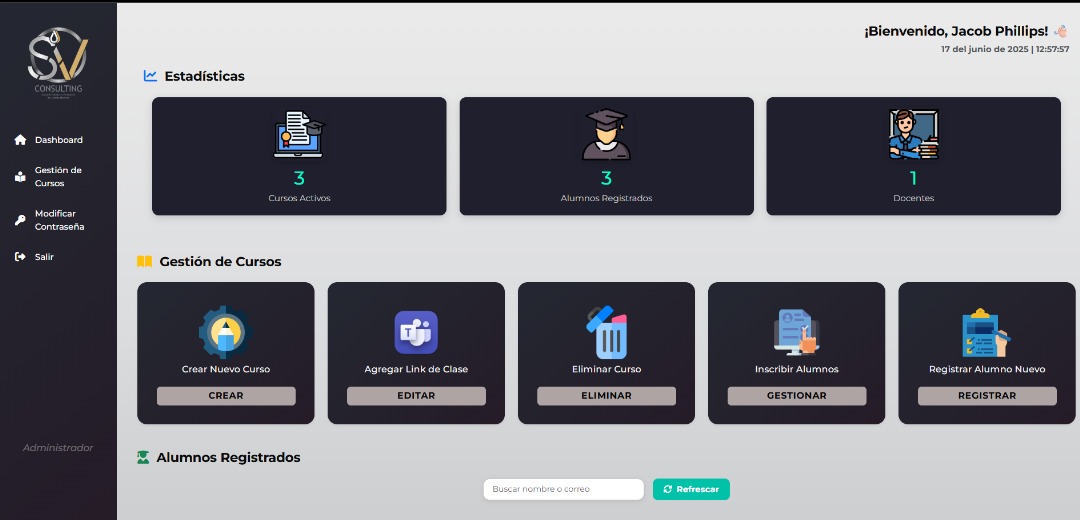 SV
CONSULTING
Dashboard
Gestión de
Cursos
Modificar
Contraseña
Salir
Administrador
¡Bienvenido, Jacob Phillips!
17 del junio de 2025 | 12:57:57
Estadísticas
3
Cursos Activos
3
Alumnos Registrados
1
Docentes
Gestión de Cursos
Crear Nuevo Curso
CREAR
T
Agregar Link de Clase
EDITAR
Eliminar Curso
ELIMINAR
Inscribir Alumnos
GESTIONAR
Registrar Alumno Nuevo
REGISTRAR
Alumnos Registrados
Buscar nombre o correo
Refrescar